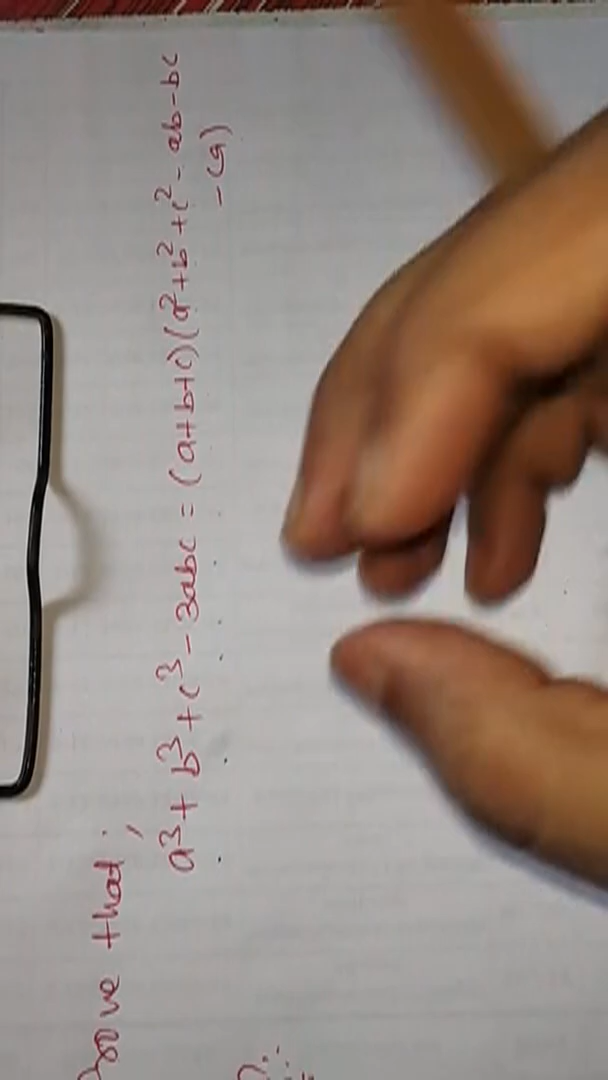 Prove that;
a³ + b³ + c³ - 3abc = (a+b+c)(a²+b²+c² - ab - bc
- ca)